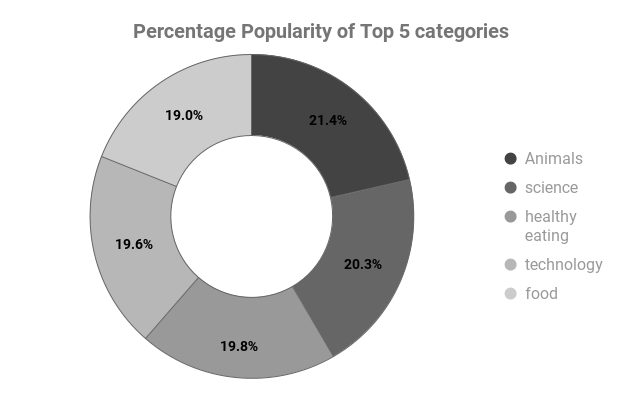 Percentage Popularity of Top 5 categories
19.0%
21.4%
19.6%
20.3%
19.8%
Animals
science
healthy
eating
technology
food